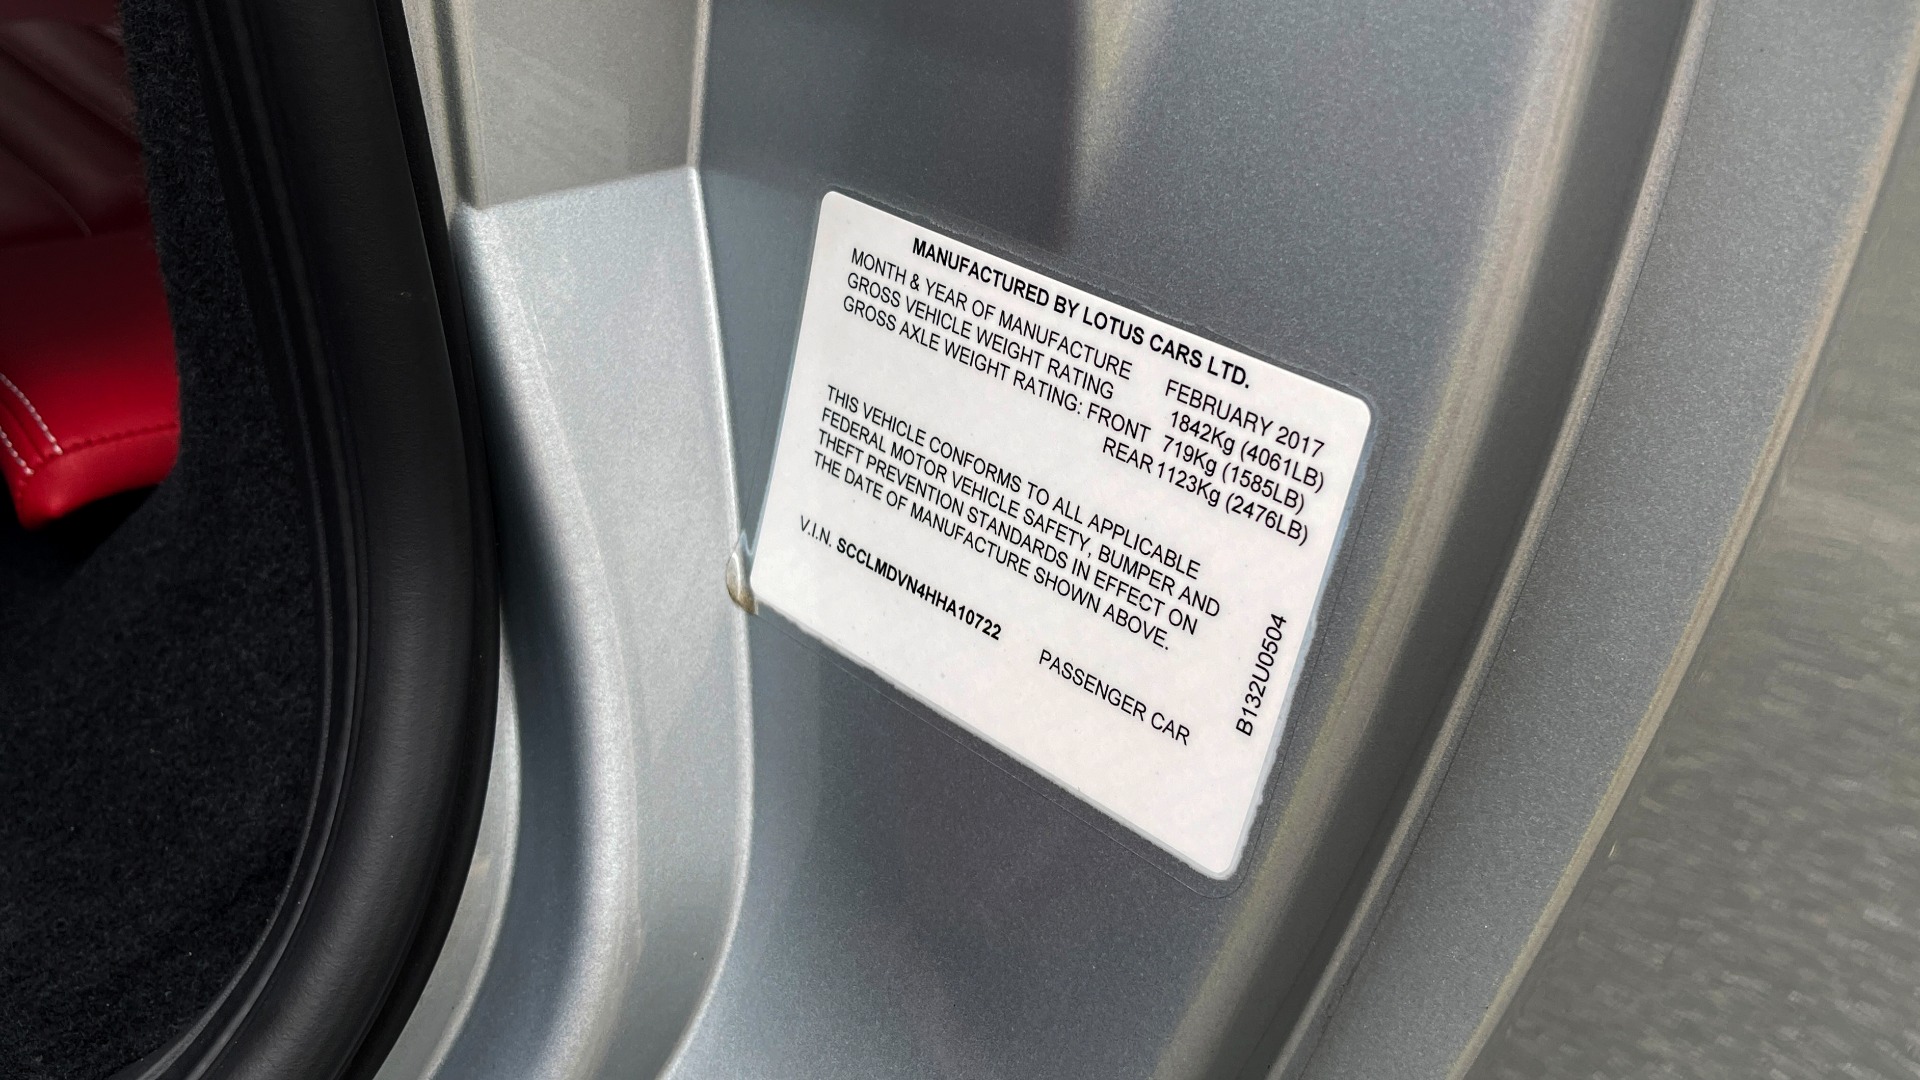 MANUFACTURED BY LOTUS CARS LTD.
MONTH & YEAR OF MANUFACTURE FEBRUARY 2017
GROSS VEHICLE WEIGHT RATING 1842Kg (4061LB)
GROSS AXLE WEIGHT RATING: FRONT 719Kg (1585LB)
REAR 1123Kg (2476LB)
THIS VEHICLE CONFORMS TO ALL APPLICABLE
FEDERAL MOTOR VEHICLE SAFETY, BUMPER AND
THEFT PREVENTION STANDARDS IN EFFECT ON
THE DATE OF MANUFACTURE SHOWN ABOVE.
V.I.N. SCCLMDVN4HHA10722
PASSENGER CAR
B132U0504